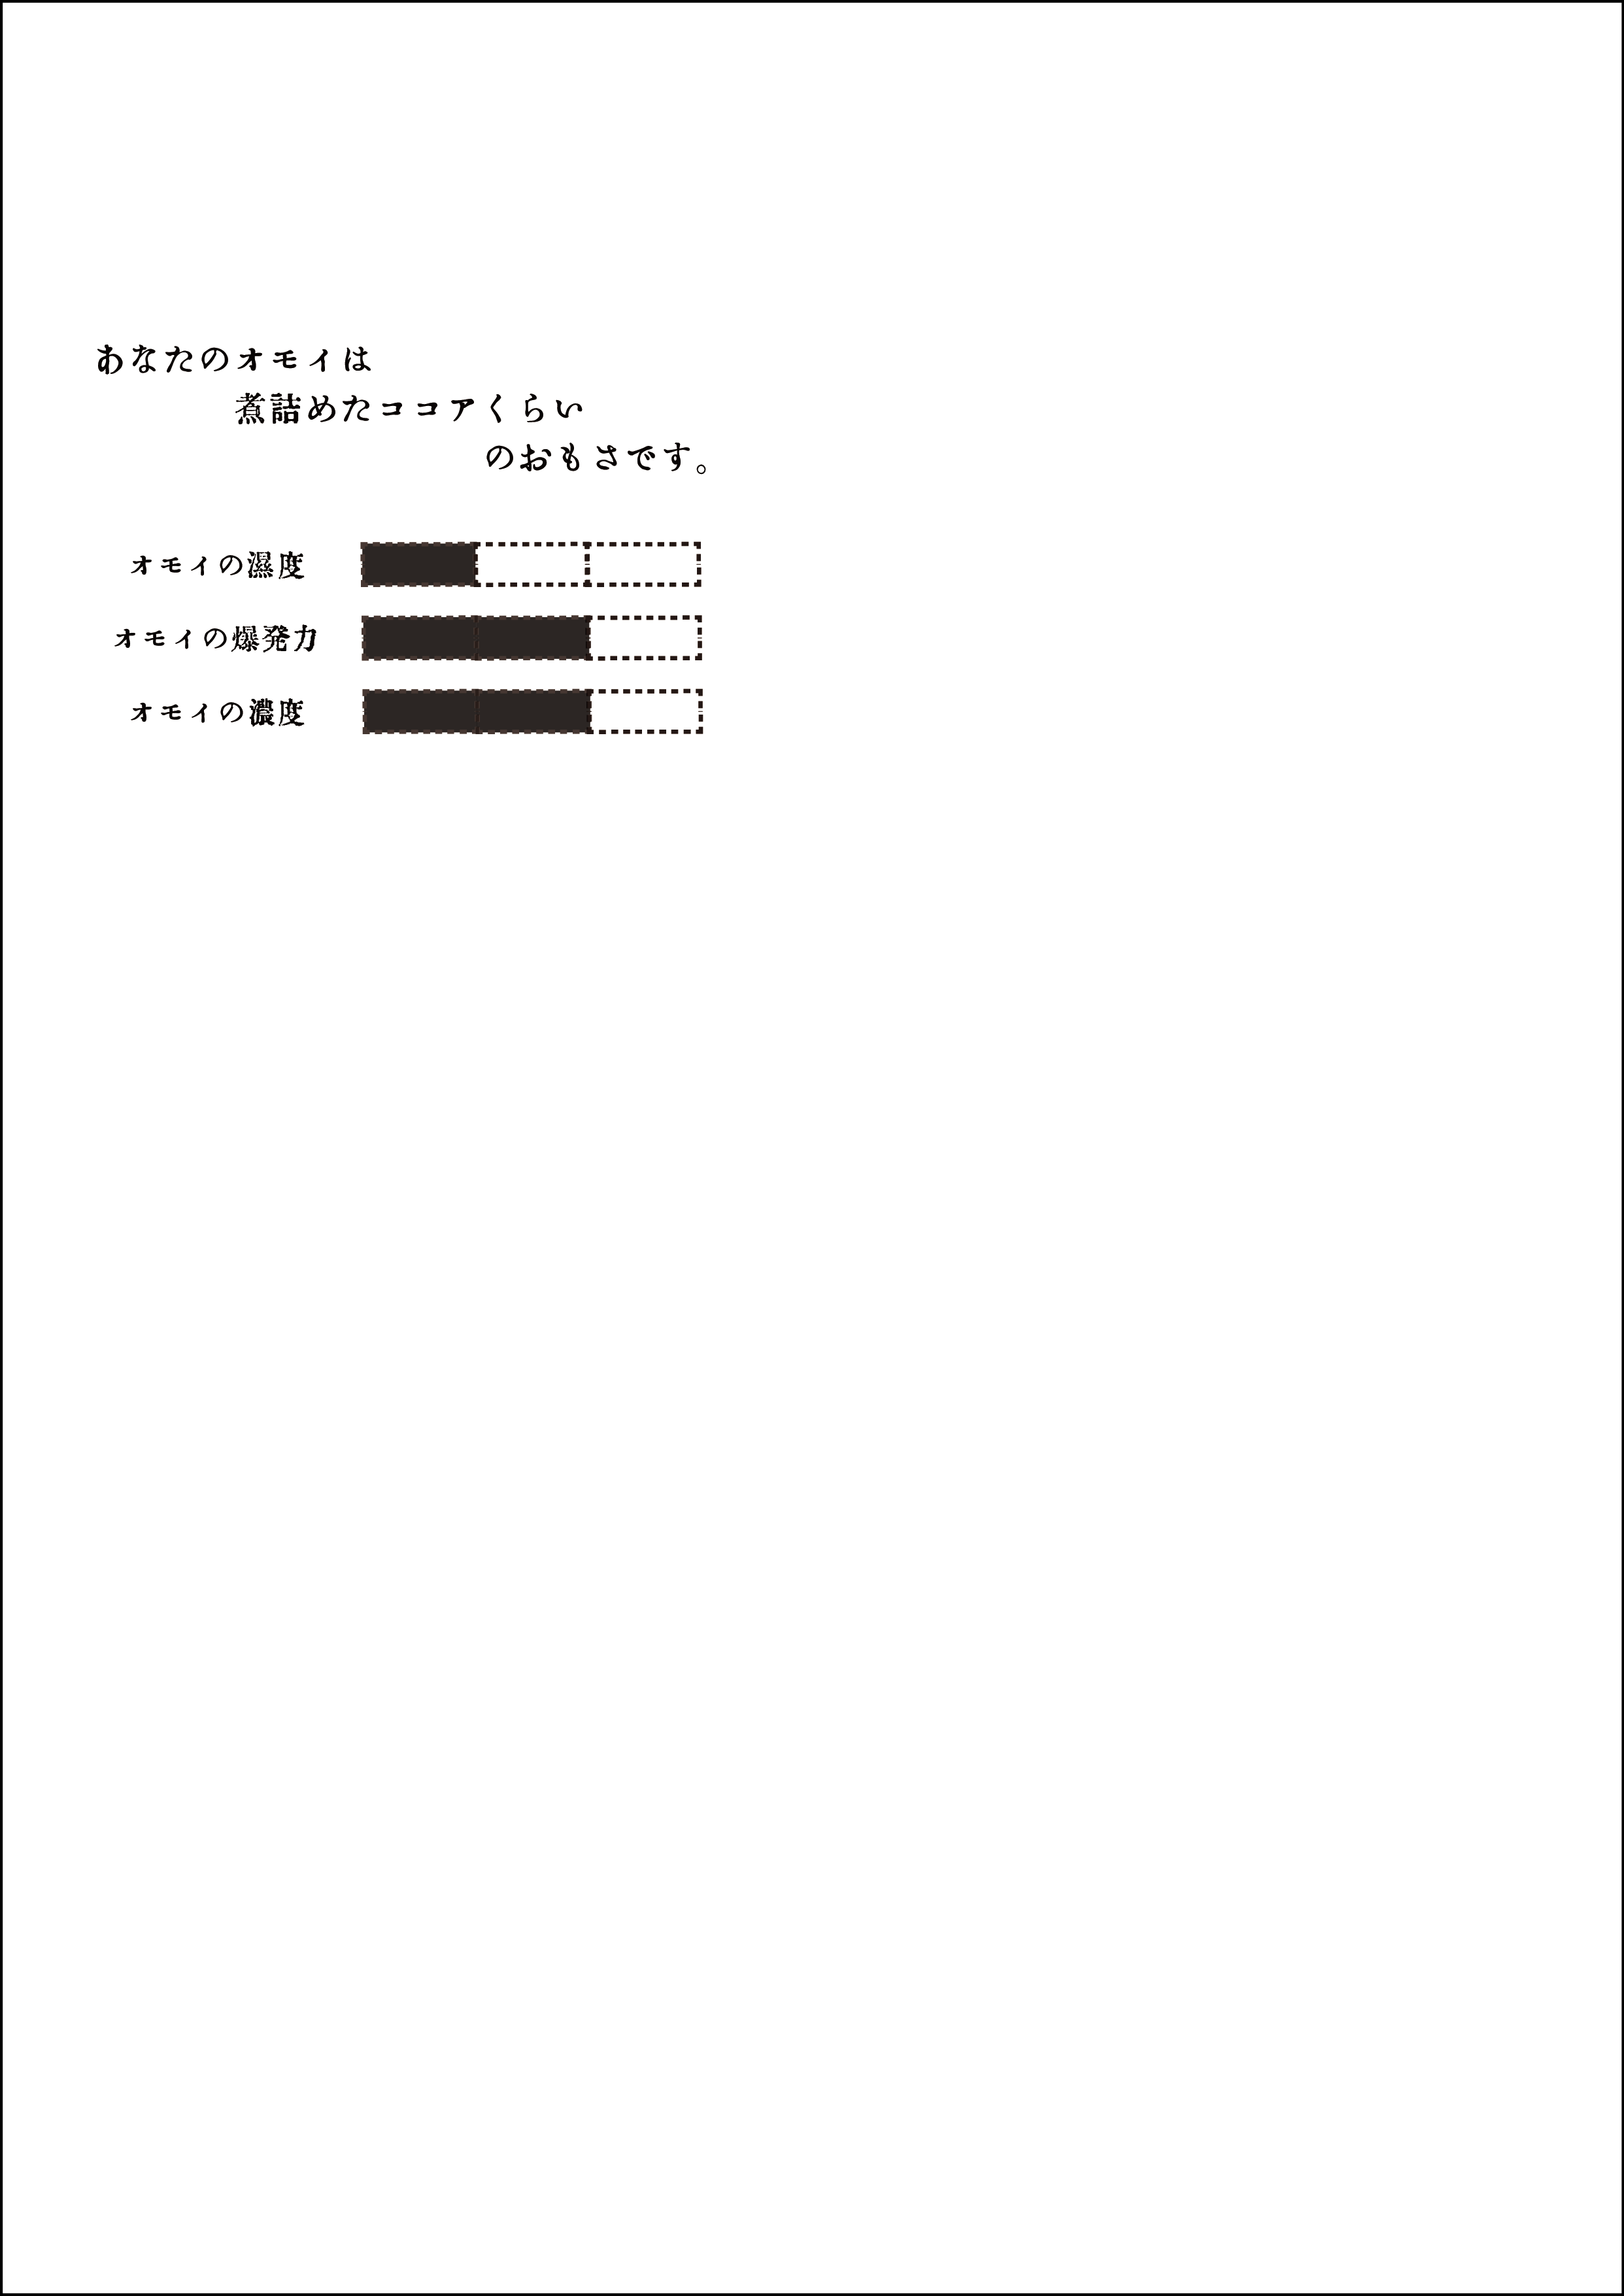 あなたのオモイは
煮詰めたココアくらい
のおもさです。
オモイの濕度
オモイの爆発力
オモイの濃度